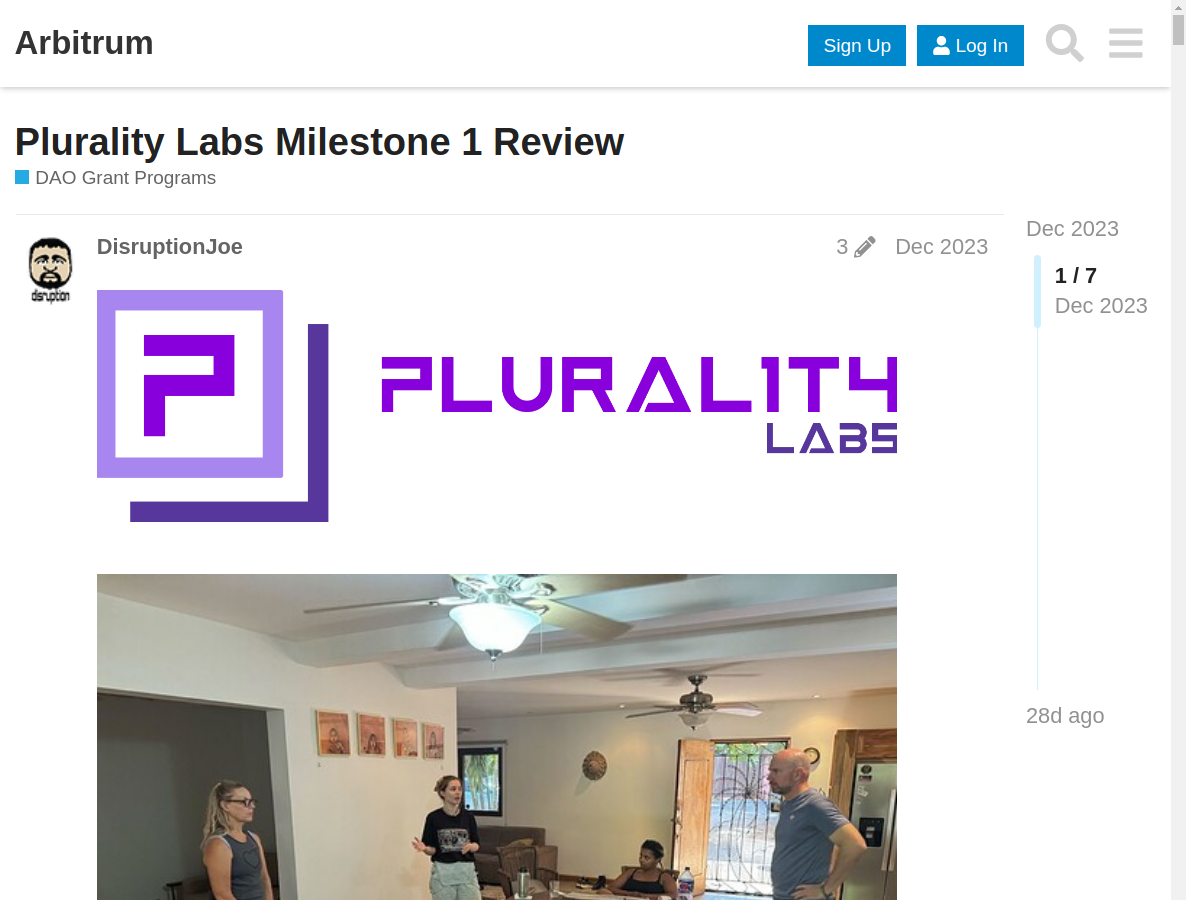 Arbitrum
Sign Up
Log In
Plurality Labs Milestone 1 Review
DAO Grant Programs
DisruptionJoe
3
Dec 2023
disruption
P
PLURAL1T4
LABS
Dec 2023
1 / 7
Dec 2023
28d ago